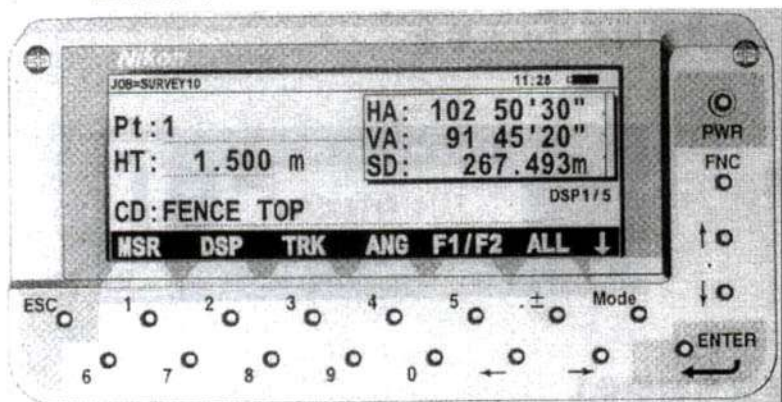 Nikon
JOB=SURVEY10 11:28
Pt:1
HT: 1.500 m
CD:FENCE TOP
HA: 102 50'30"
VA: 91 45'20"
SD: 267.493m
DSP1/5
MSR DSP TRK ANG F1/F2 ALL ↓
PWR
FNC
↑
↓
ESC 1 2 3 4 5 .± Mode
ENTER
6 7 8 9 0 ← →